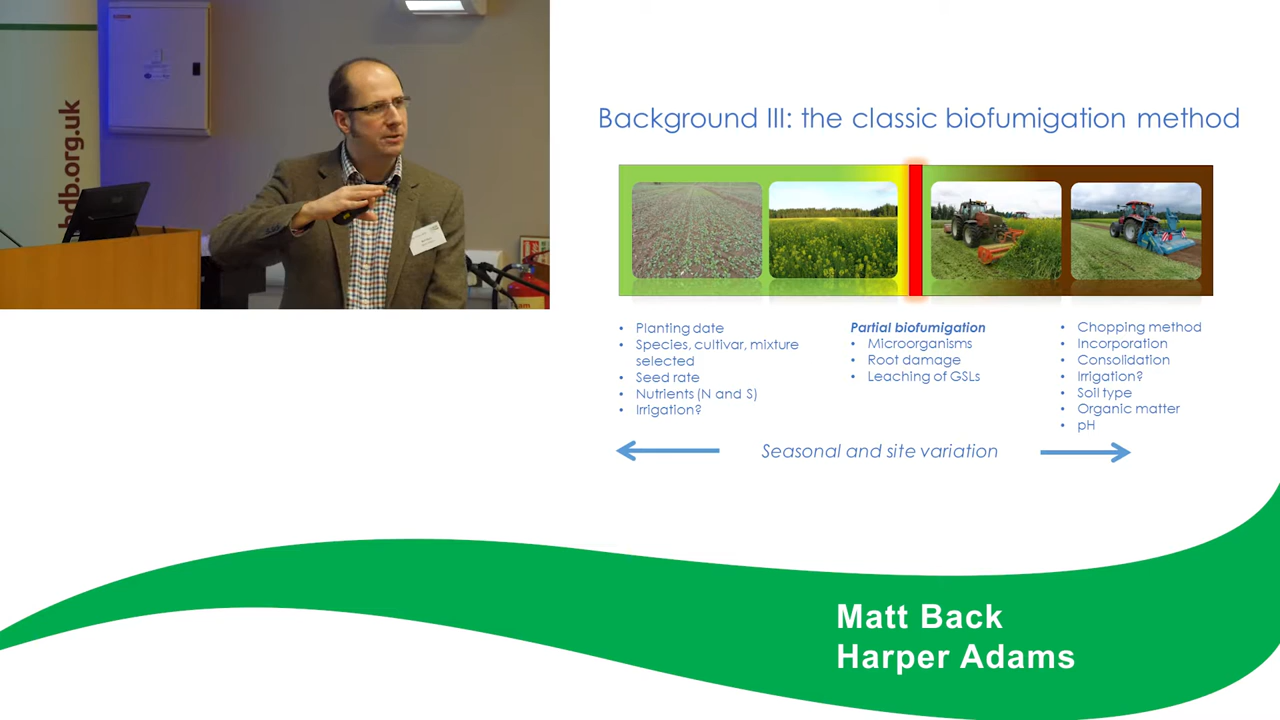 bdb.org.uk
Background III: the classic biofumigation method
• Planting date
• Species, cultivar, mixture
selected
• Seed rate
• Nutrients (N and S)
• Irrigation?
Partial biofumigation
• Microorganisms
• Root damage
• Leaching of GSLs
• Chopping method
• Incorporation
• Consolidation
• Irrigation?
• Soil type
• Organic matter
• pH
Seasonal and site variation
Matt Back
Harper Adams